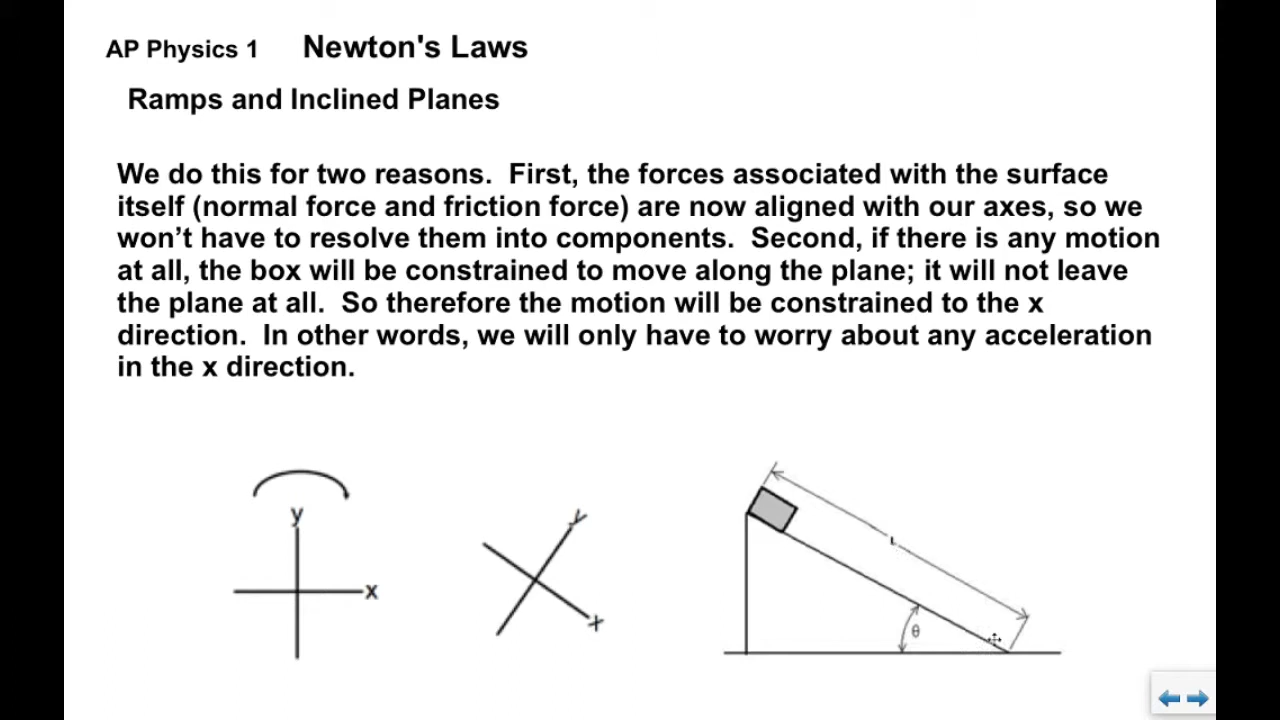 AP Physics 1 Newton's Laws
Ramps and Inclined Planes
We do this for two reasons. First, the forces associated with the surface
itself (normal force and friction force) are now aligned with our axes, so we
won’t have to resolve them into components. Second, if there is any motion
at all, the box will be constrained to move along the plane; it will not leave
the plane at all. So therefore the motion will be constrained to the x
direction. In other words, we will only have to worry about any acceleration
in the x direction.
y
x
y
x
L
θ